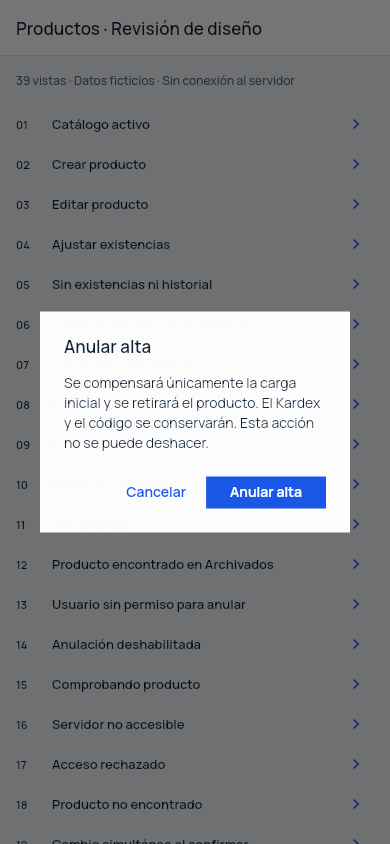 Productos · Revisión de diseño
39 vistas · Datos ficticios · Sin conexión al servidor
01 Catálogo activo
02 Crear producto
03 Editar producto
04 Ajustar existencias
05 Sin existencias ni historial
06
07
08
09
10
11
Anular alta
Se compensará únicamente la carga
inicial y se retirará el producto. El Kardex
y el código se conservarán. Esta acción
no se puede deshacer.
Cancelar
Anular alta
12 Producto encontrado en Archivados
13 Usuario sin permiso para anular
14 Anulación deshabilitada
15 Comprobando producto
16 Servidor no accesible
17 Acceso rechazado
18 Producto no encontrado